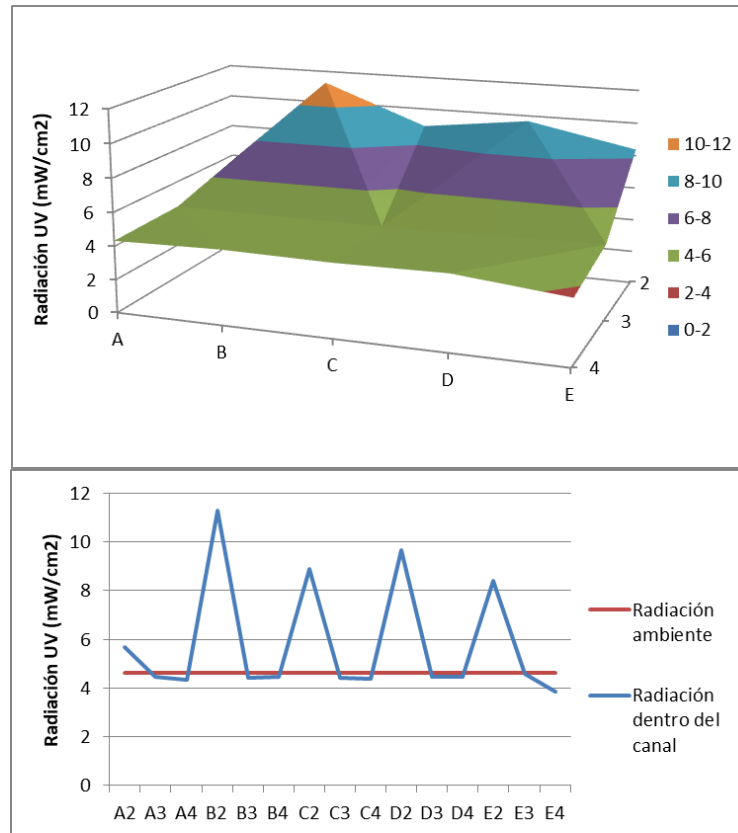 Radiación UV (mW/cm2)
12
10
8
6
4
2
0
A
B
C
D
E
2
3
4
10-12
8-10
6-8
4-6
2-4
0-2
Radiación UV (mW/cm2)
12
10
8
6
4
2
0
A2 A3 A4 B2 B3 B4 C2 C3 C4 D2 D3 D4 E2 E3 E4
Radiación
ambiente
Radiación
dentro del
canal